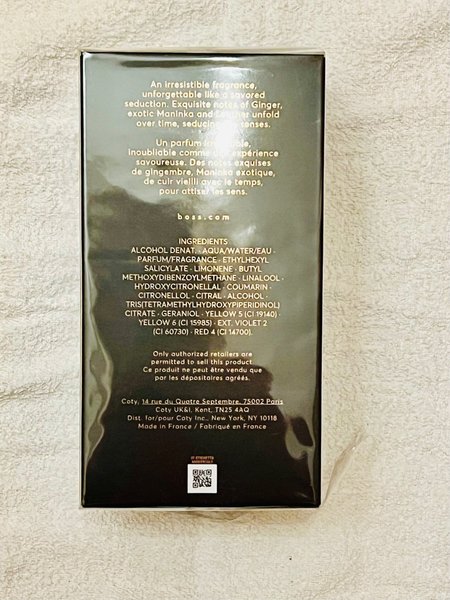 An irresistible fragrance,
unforgettable like a savored
seduction. Exquisite notes of Ginger,
exotic Maninka and Leather unfold
over time, seducing the senses.
Un parfum irrésistible,
inoubliable comme une expérience
savoureuse. Des notes exquises
de gingembre, Maninka exotique,
de cuir vieilli avec le temps,
pour attiser les sens.
boss.com
INGREDIENTS
ALCOHOL DENAT. · AQUA/WATER/EAU ·
PARFUM/FRAGRANCE · ETHYLHEXYL
SALICYLATE · LIMONENE · BUTYL
METHOXYDIBENZOYLMETHANE · LINALOOL ·
HYDROXYCITRONELLAL · COUMARIN ·
CITRONELLOL · CITRAL · ALCOHOL ·
TRIS(TETRAMETHYLHYDROXYPIPERIDINOL)
CITRATE · GERANIOL · YELLOW 5 (CI 19140) ·
YELLOW 6 (CI 15985) · EXT. VIOLET 2
(CI 60730) · RED 4 (CI 14700).
Only authorized retailers are
permitted to sell this product.
Ce produit ne peut être vendu que
par les dépositaires agréés.
Coty, 14 rue du Quatre Septembre, 75002 Paris
Coty UK&I, Kent, TN25 4AQ
Dist. for/pour Coty Inc., New York, NY 10118
Made in France / Fabriqué en France